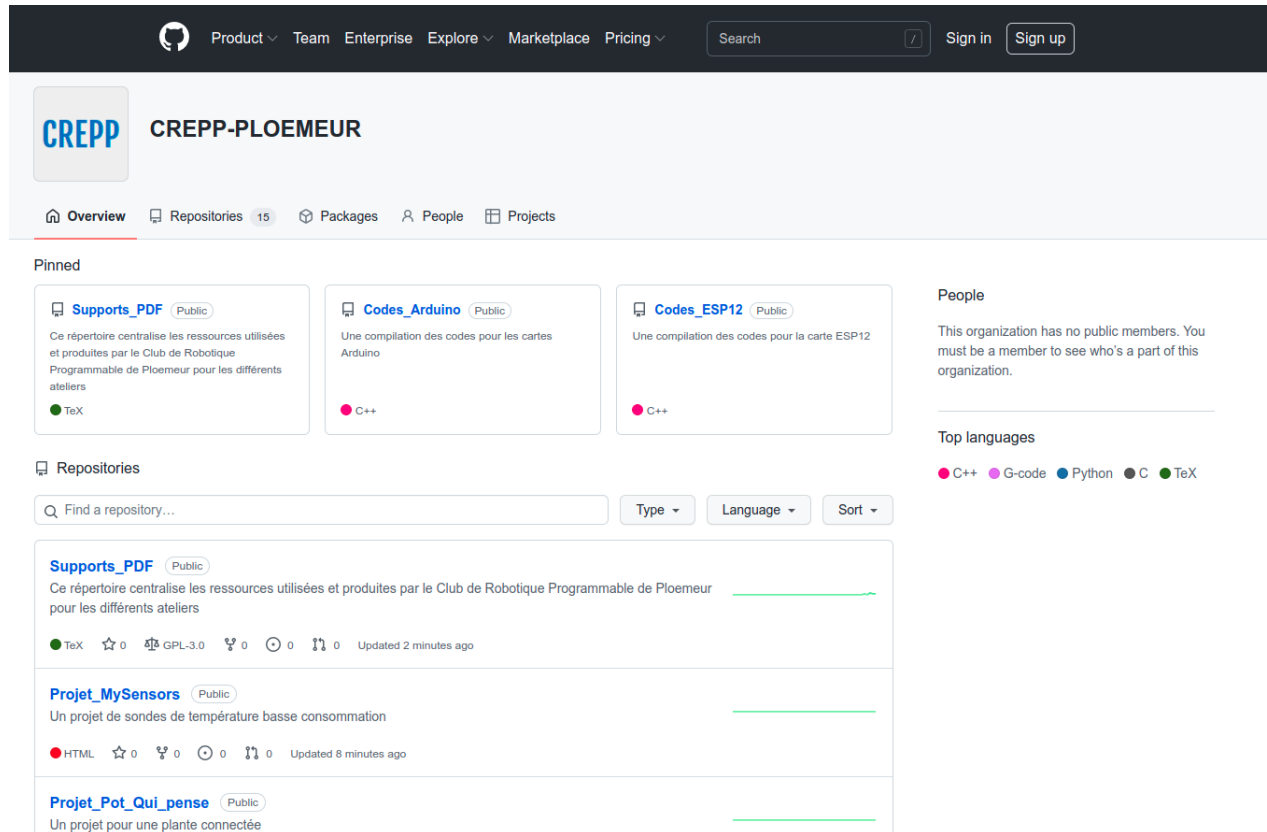 Product Team Enterprise Explore Marketplace Pricing Search / Sign in Sign up
CREPP
CREPP-PLOEMEUR
Overview Repositories 15 Packages People Projects
Pinned
Supports_PDF Public
Ce répertoire centralise les ressources utilisées
et produites par le Club de Robotique
Programmable de Ploemeur pour les différents
ateliers
TeX
Codes_Arduino Public
Une compilation des codes pour les cartes
Arduino
C++
Codes_ESP12 Public
Une compilation des codes pour la carte ESP12
C++
People
This organization has no public members. You
must be a member to see who's a part of this
organization.
Top languages
C++ G-code Python C TeX
Repositories
Find a repository… Type Language Sort
Supports_PDF Public
Ce répertoire centralise les ressources utilisées et produites par le Club de Robotique Programmable de Ploemeur
pour les différents ateliers
TeX 0 GPL-3.0 0 0 0 Updated 2 minutes ago
Projet_MySensors Public
Un projet de sondes de température basse consommation
HTML 0 0 0 0 Updated 8 minutes ago
Projet_Pot_Qui_pense Public
Un projet pour une plante connectée